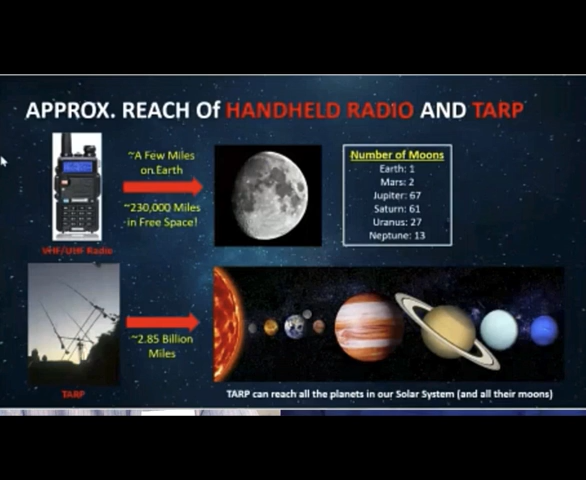 APPROX. REACH Of HANDHELD RADIO AND TARP
~A Few Miles
on Earth
~230,000 Miles
in Free Space!
VHF/UHF Radio
Number of Moons
Earth: 1
Mars: 2
Jupiter: 67
Saturn: 61
Uranus: 27
Neptune: 13
~2.85 Billion
Miles
TARP
TARP can reach all the planets in our Solar System (and all their moons)